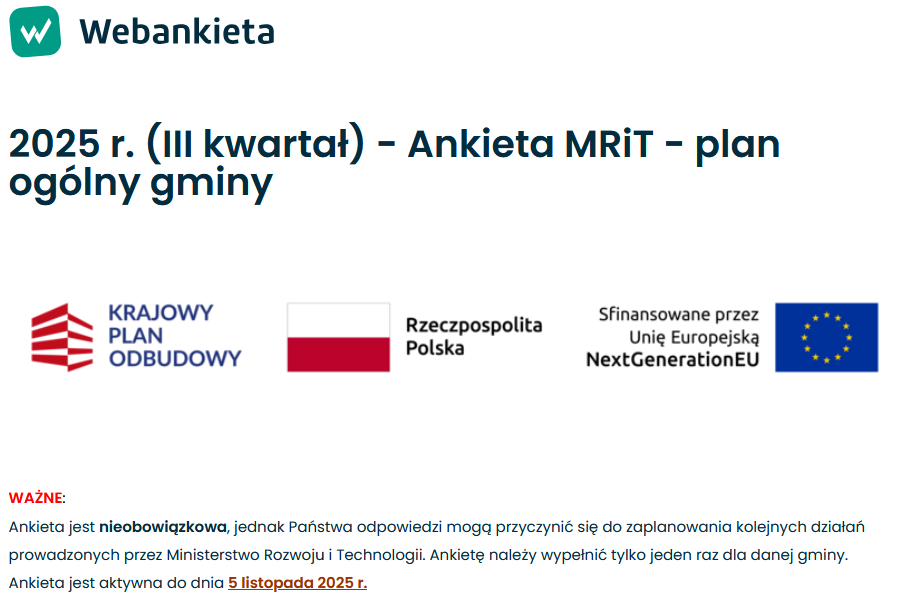 Webankieta
2025 r. (III kwartał) - Ankieta MRiT - plan
ogólny gminy
KRAJOWY
PLAN
ODBUDOWY
Rzeczpospolita
Polska
Sfinansowane przez
Unię Europejską
NextGenerationEU
WAŻNE:
Ankieta jest nieobowiązkowa, jednak Państwa odpowiedzi mogą przyczynić się do zaplanowania kolejnych działań
prowadzonych przez Ministerstwo Rozwoju i Technologii. Ankietę należy wypełnić tylko jeden raz dla danej gminy.
Ankieta jest aktywna do dnia 5 listopada 2025 r.